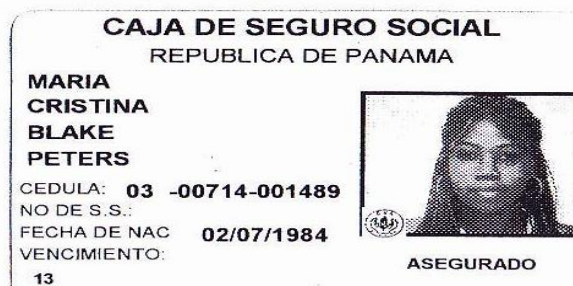 CAJA DE SEGURO SOCIAL
REPUBLICA DE PANAMA
MARIA
CRISTINA
BLAKE
PETERS
CEDULA: 03 -00714-001489
NO DE S.S.:
FECHA DE NAC 02/07/1984
VENCIMIENTO:
13
ASEGURADO